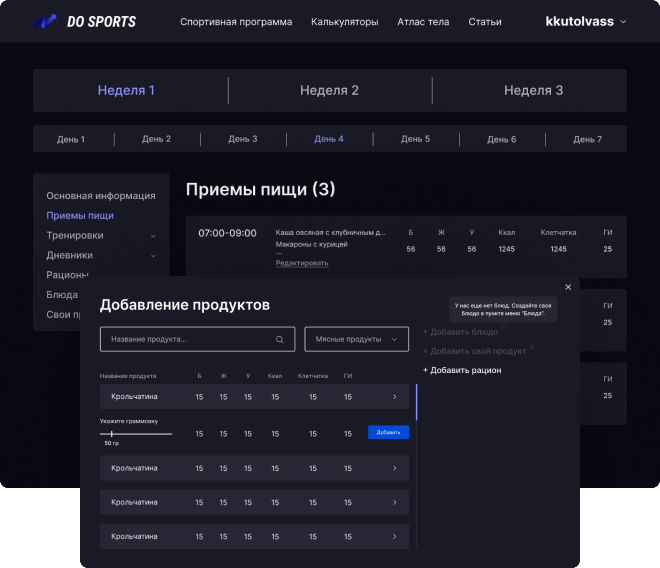 DO SPORTS
Спортивная программа Калькуляторы Атлас тела Статьи
kkutolvass
Неделя 1 Неделя 2 Неделя 3
День 1 День 2 День 3 День 4 День 5 День 6 День 7
Основная информация
Приемы пищи
Тренировки
Дневники
Рационы
Блюда
Свои
Приемы пищи (3)
07:00-09:00
Каша овсяная с клубничным д...
Макароны с курицей
—
Редактировать
Б Ж У Ккал Клетчатка ГИ
56 56 56 1245 1245 25
ГИ
25
ГИ
25
Добавление продуктов
Название продукта...
Мясные продукты
У нас еще нет блюд. Создайте свое
блюдо в пункте меню "Блюда".
+ Добавить блюдо
+ Добавить свой продукт
+ Добавить рацион
Название продукта Б Ж У Ккал Клетчатка ГИ
Крольчатина 15 15 15 15 15 15
Укажите граммовку
50 гр
15 15 15 15 15 15
Добавить
Крольчатина 15 15 15 15 15 15
Крольчатина 15 15 15 15 15 15
Крольчатина 15 15 15 15 15 15